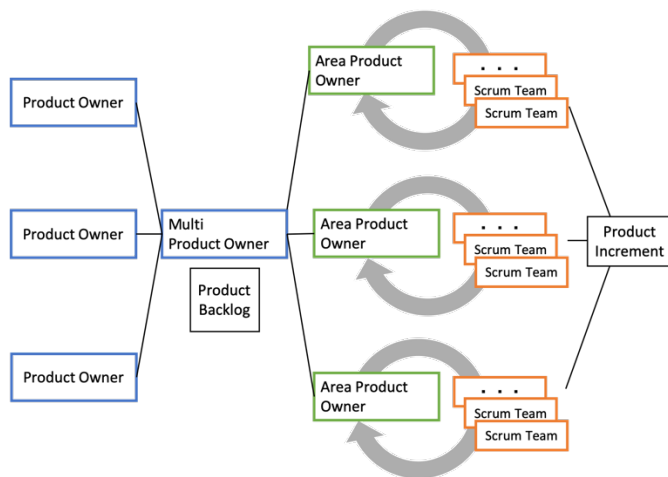 Product Owner
Product Owner
Product Owner
Multi
Product Owner
Product
Backlog
Area Product
Owner
. . .
Scrum Team
Scrum Team
Area Product
Owner
. . .
Scrum Team
Scrum Team
Area Product
Owner
. . .
Scrum Team
Scrum Team
Product
Increment